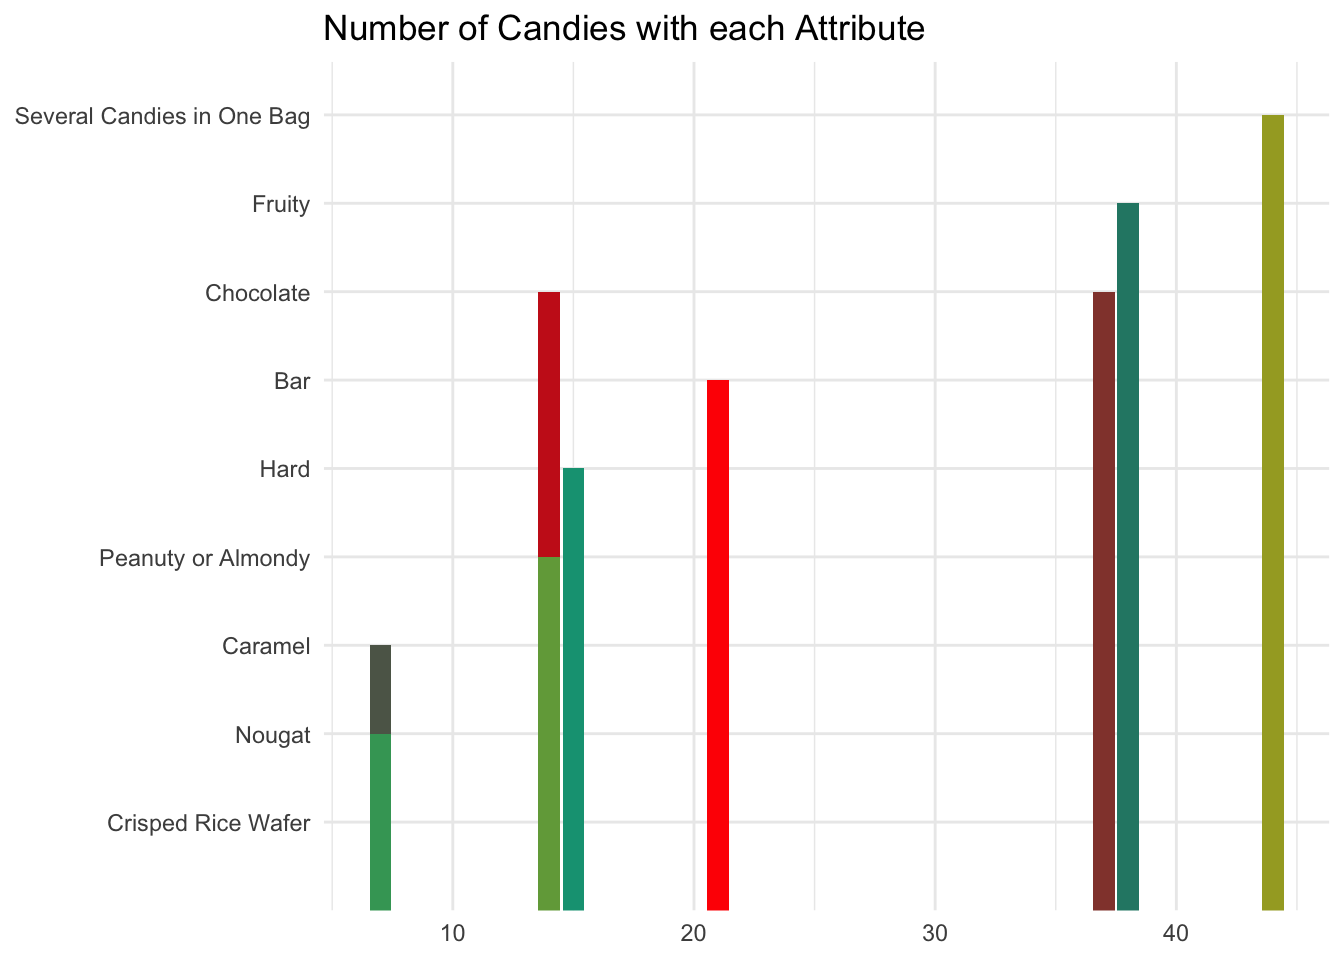 Number of Candies with each Attribute
Several Candies in One Bag
Fruity
Chocolate
Bar
Hard
Peanuty or Almondy
Caramel
Nougat
Crisped Rice Wafer
10 20 30 40